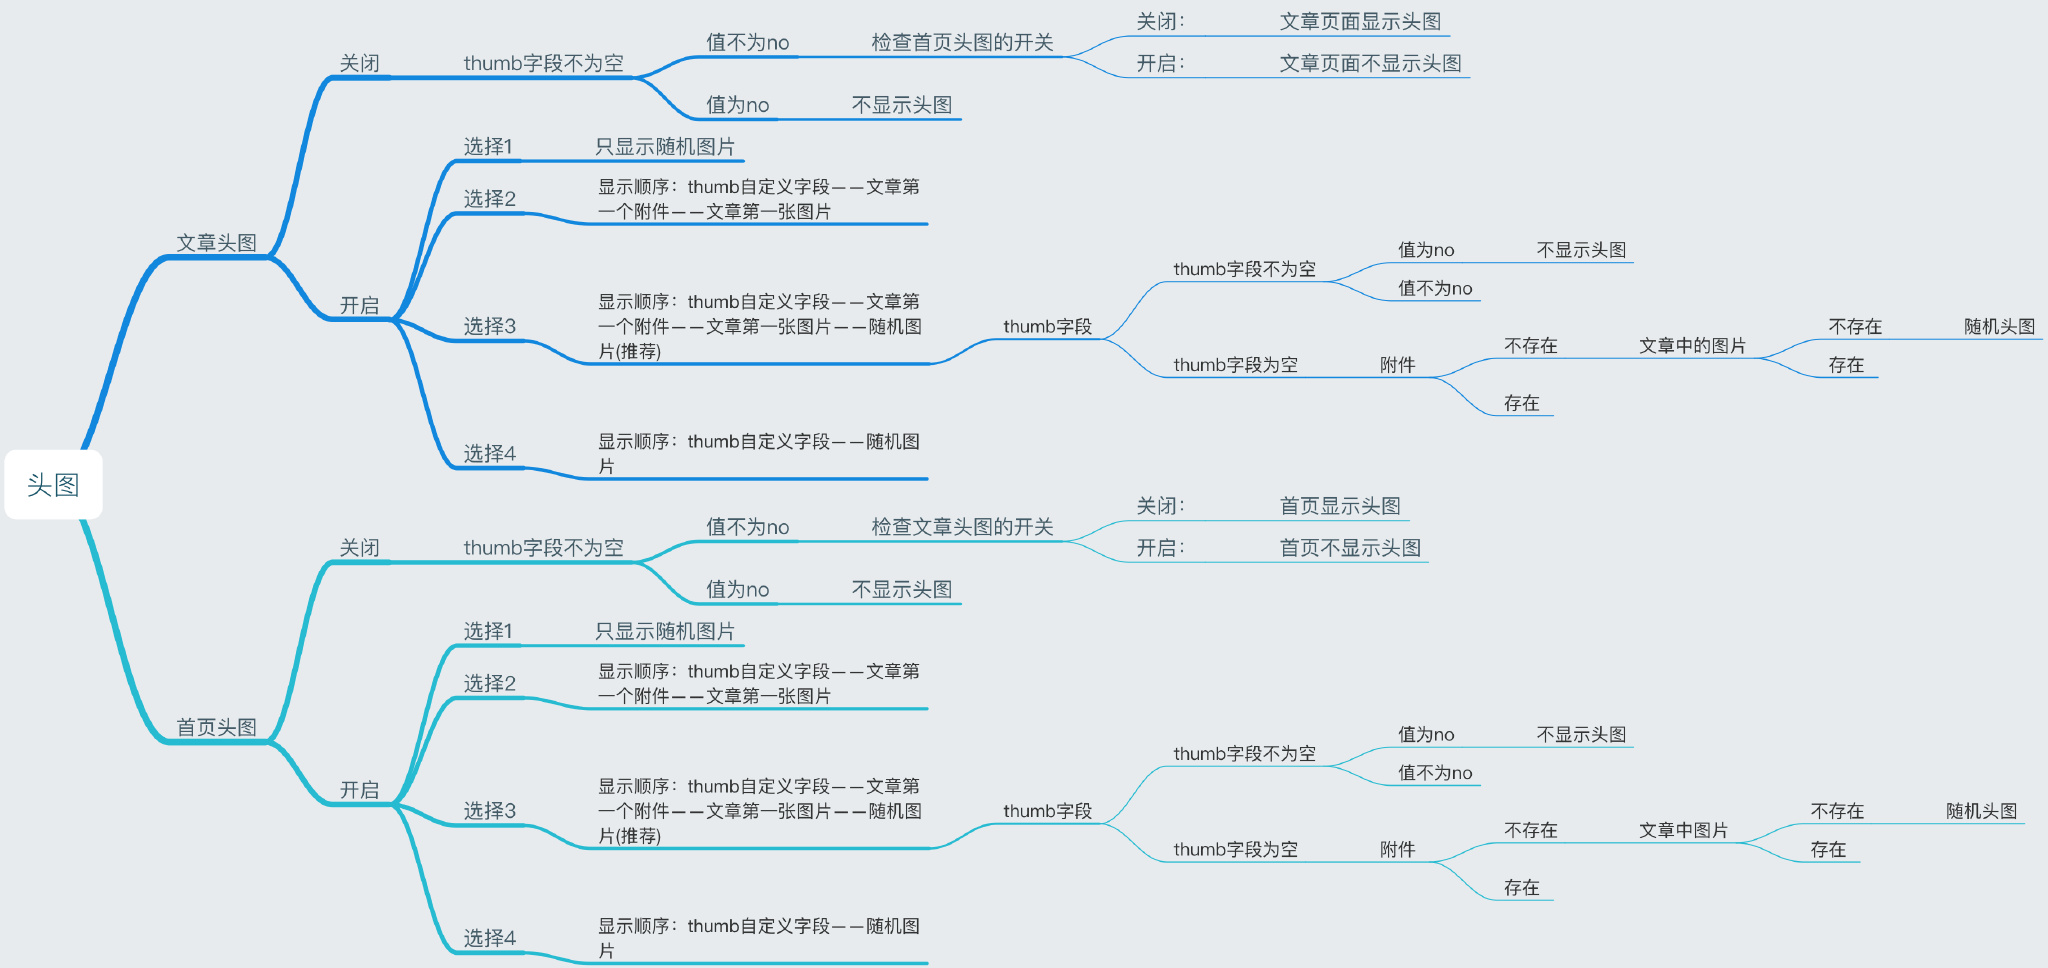 头图
文章头图
关闭
thumb字段不为空
值不为no
检查首页头图的开关
关闭：
文章页面显示头图
开启：
文章页面不显示头图
值为no
不显示头图
开启
选择1
只显示随机图片
选择2
显示顺序：thumb自定义字段——文章第
一个附件——文章第一张图片
选择3
显示顺序：thumb自定义字段——文章第
一个附件——文章第一张图片——随机图
片(推荐)
thumb字段
thumb字段不为空
值为no
不显示头图
值不为no
thumb字段为空
附件
不存在
文章中的图片
不存在
随机头图
存在
存在
选择4
显示顺序：thumb自定义字段——随机图
片
首页头图
关闭
thumb字段不为空
值不为no
检查文章头图的开关
关闭：
首页显示头图
开启：
首页不显示头图
值为no
不显示头图
开启
选择1
只显示随机图片
选择2
显示顺序：thumb自定义字段——文章第
一个附件——文章第一张图片
选择3
显示顺序：thumb自定义字段——文章第
一个附件——文章第一张图片——随机图
片(推荐)
thumb字段
thumb字段不为空
值为no
不显示头图
值不为no
thumb字段为空
附件
不存在
文章中图片
不存在
随机头图
存在
存在
选择4
显示顺序：thumb自定义字段——随机图
片